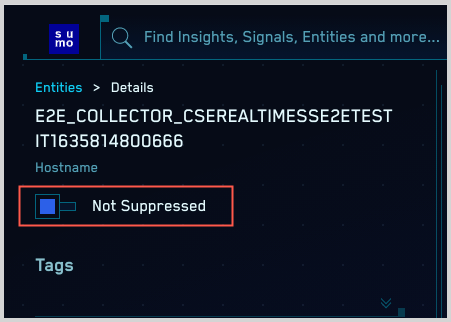 su
mo
Find Insights, Signals, Entities and more...
Entities > Details
E2E_COLLECTOR_CSEREALTIMESSE2ETEST
IT1635814800666
Hostname
Not Suppressed
Tags